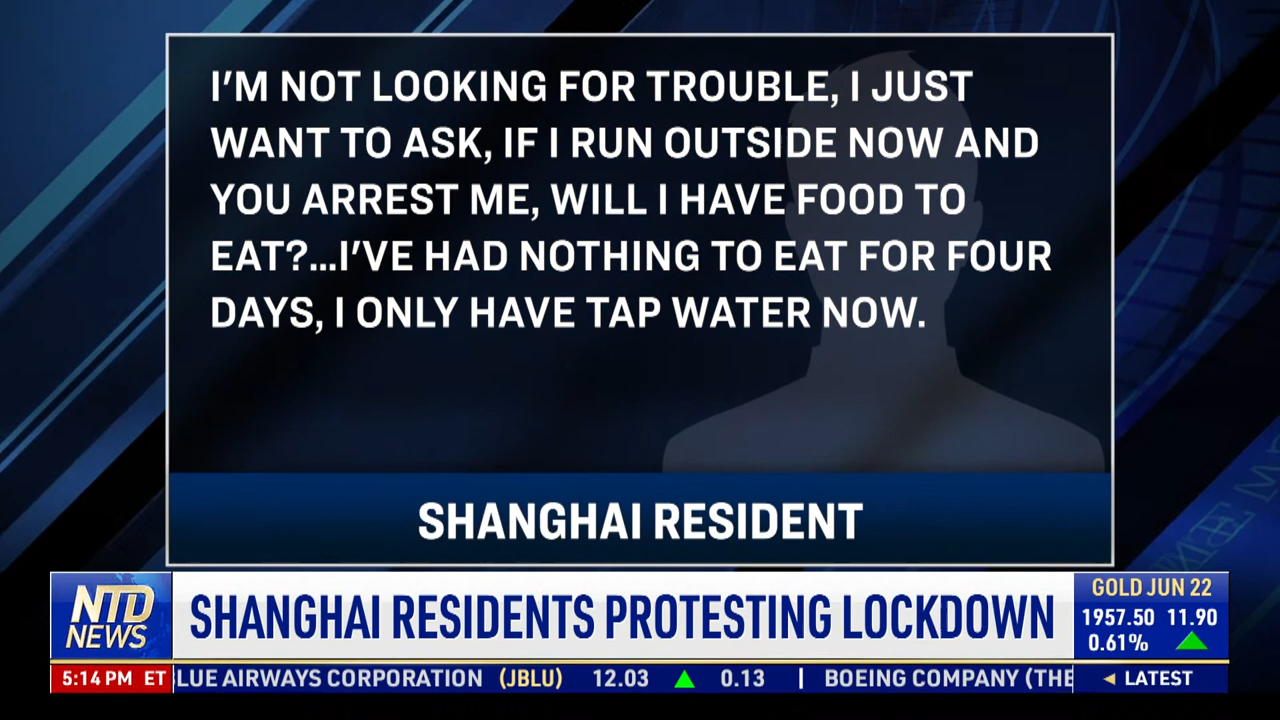 I'M NOT LOOKING FOR TROUBLE, I JUST
WANT TO ASK, IF I RUN OUTSIDE NOW AND
YOU ARREST ME, WILL I HAVE FOOD TO
EAT?...I'VE HAD NOTHING TO EAT FOR FOUR
DAYS, I ONLY HAVE TAP WATER NOW.
SHANGHAI RESIDENT
NTD
NEWS
SHANGHAI RESIDENTS PROTESTING LOCKDOWN
GOLD JUN 22
1957.50 11.90
0.61%
5:14 PM ET
LUE AIRWAYS CORPORATION (JBLU) 12.03 0.13 | BOEING COMPANY (THE
LATEST